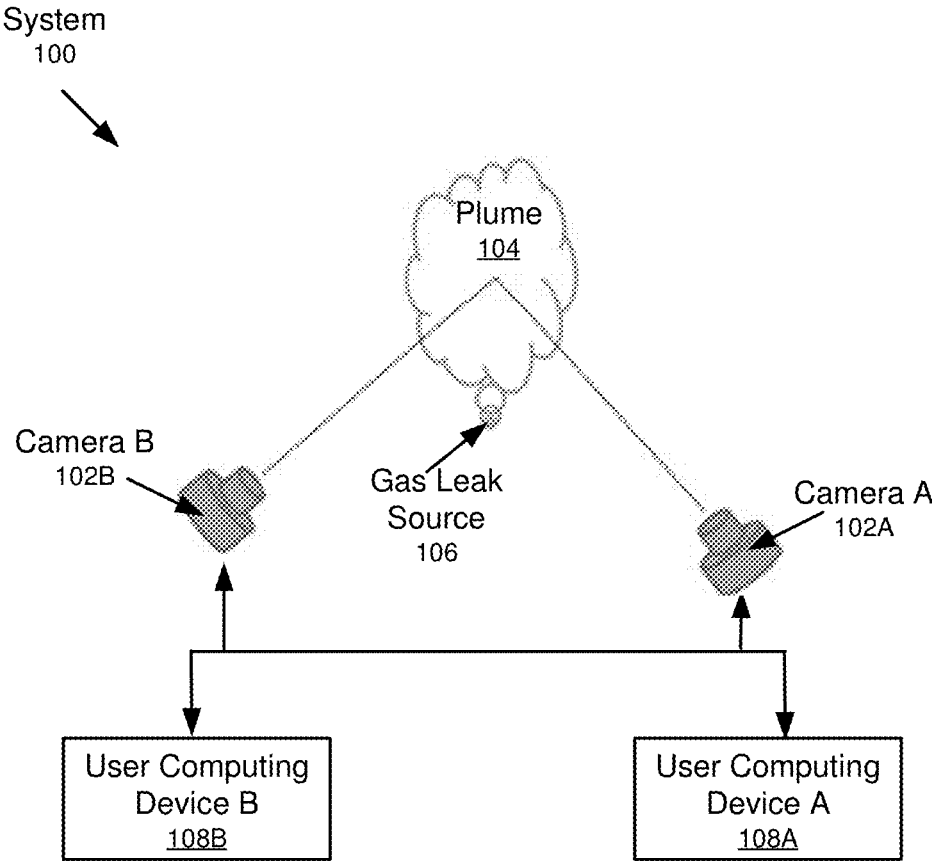 System
100
Plume
104
Camera B
102B
Gas Leak
Source
106
Camera A
102A
User Computing
Device B
108B
User Computing
Device A
108A